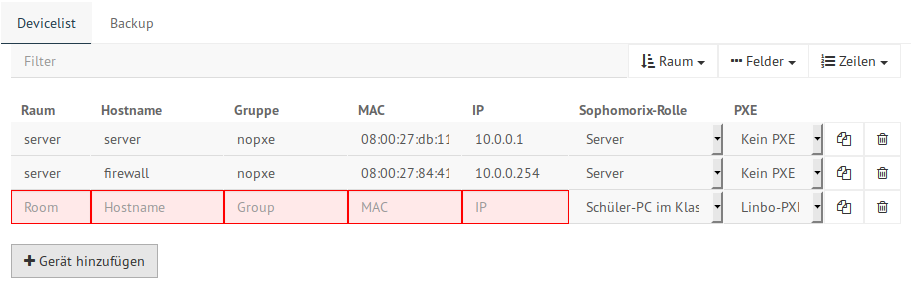 Devicelist Backup
Filter Raum Felder Zeilen
Raum Hostname Gruppe MAC IP Sophomorix-Rolle PXE
server server nopxe 08:00:27:db:11 10.0.0.1 Server Kein PXE
server firewall nopxe 08:00:27:84:41 10.0.0.254 Server Kein PXE
Room Hostname Group MAC IP Schüler-PC im Klas Linbo-PXI
Gerät hinzufügen